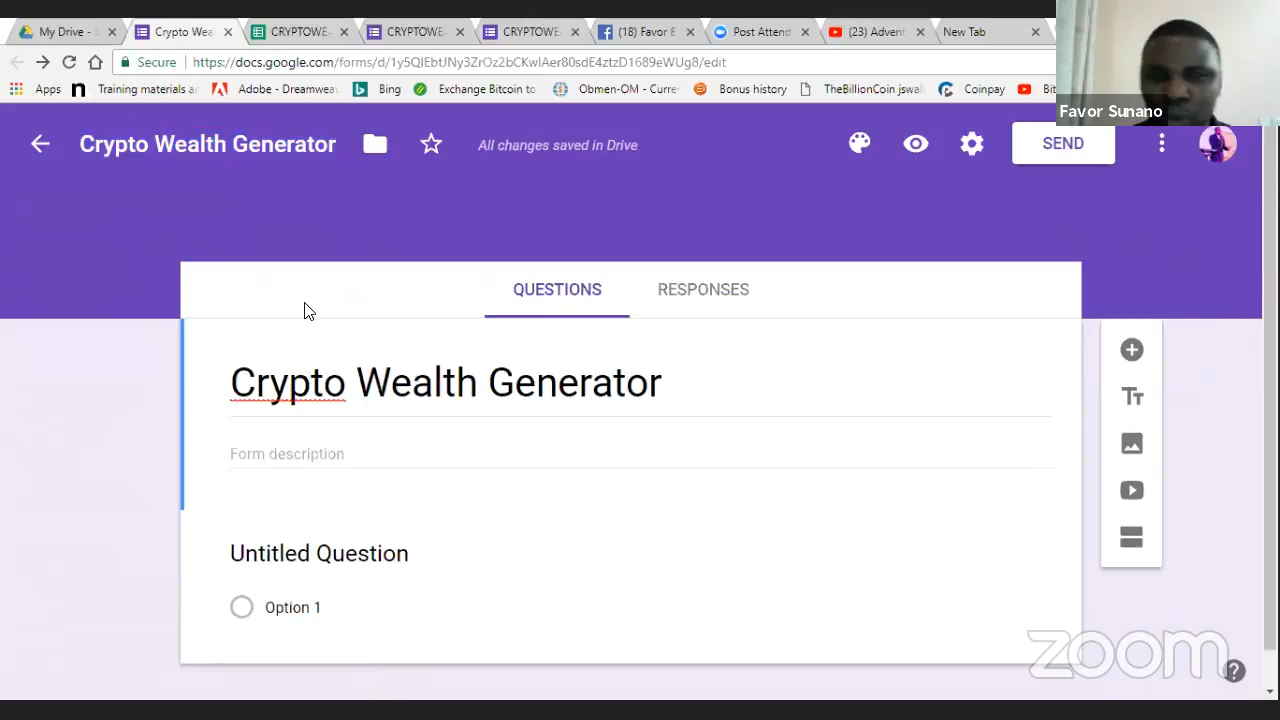 My Drive -
Crypto Wea
CRYPTOWE
CRYPTOWE
CRYPTOWE
(18) Favor E
Post Attend
(23) Advent
New Tab
Secure
https://docs.google.com/forms/d/1y5QIEbtJNy3ZrOz2bCKwlAer80sdE4ztzD1689eWUg8/edit
Apps
Training materials a
Adobe - Dreamwea
Bing
Exchange Bitcoin to
Obmen-OM - Curre
Bonus history
TheBillionCoin jswal
Coinpay
Bit
Favor Sunano
Crypto Wealth Generator
All changes saved in Drive
SEND
QUESTIONS
RESPONSES
Crypto Wealth Generator
Form description
Untitled Question
Option 1
zoom